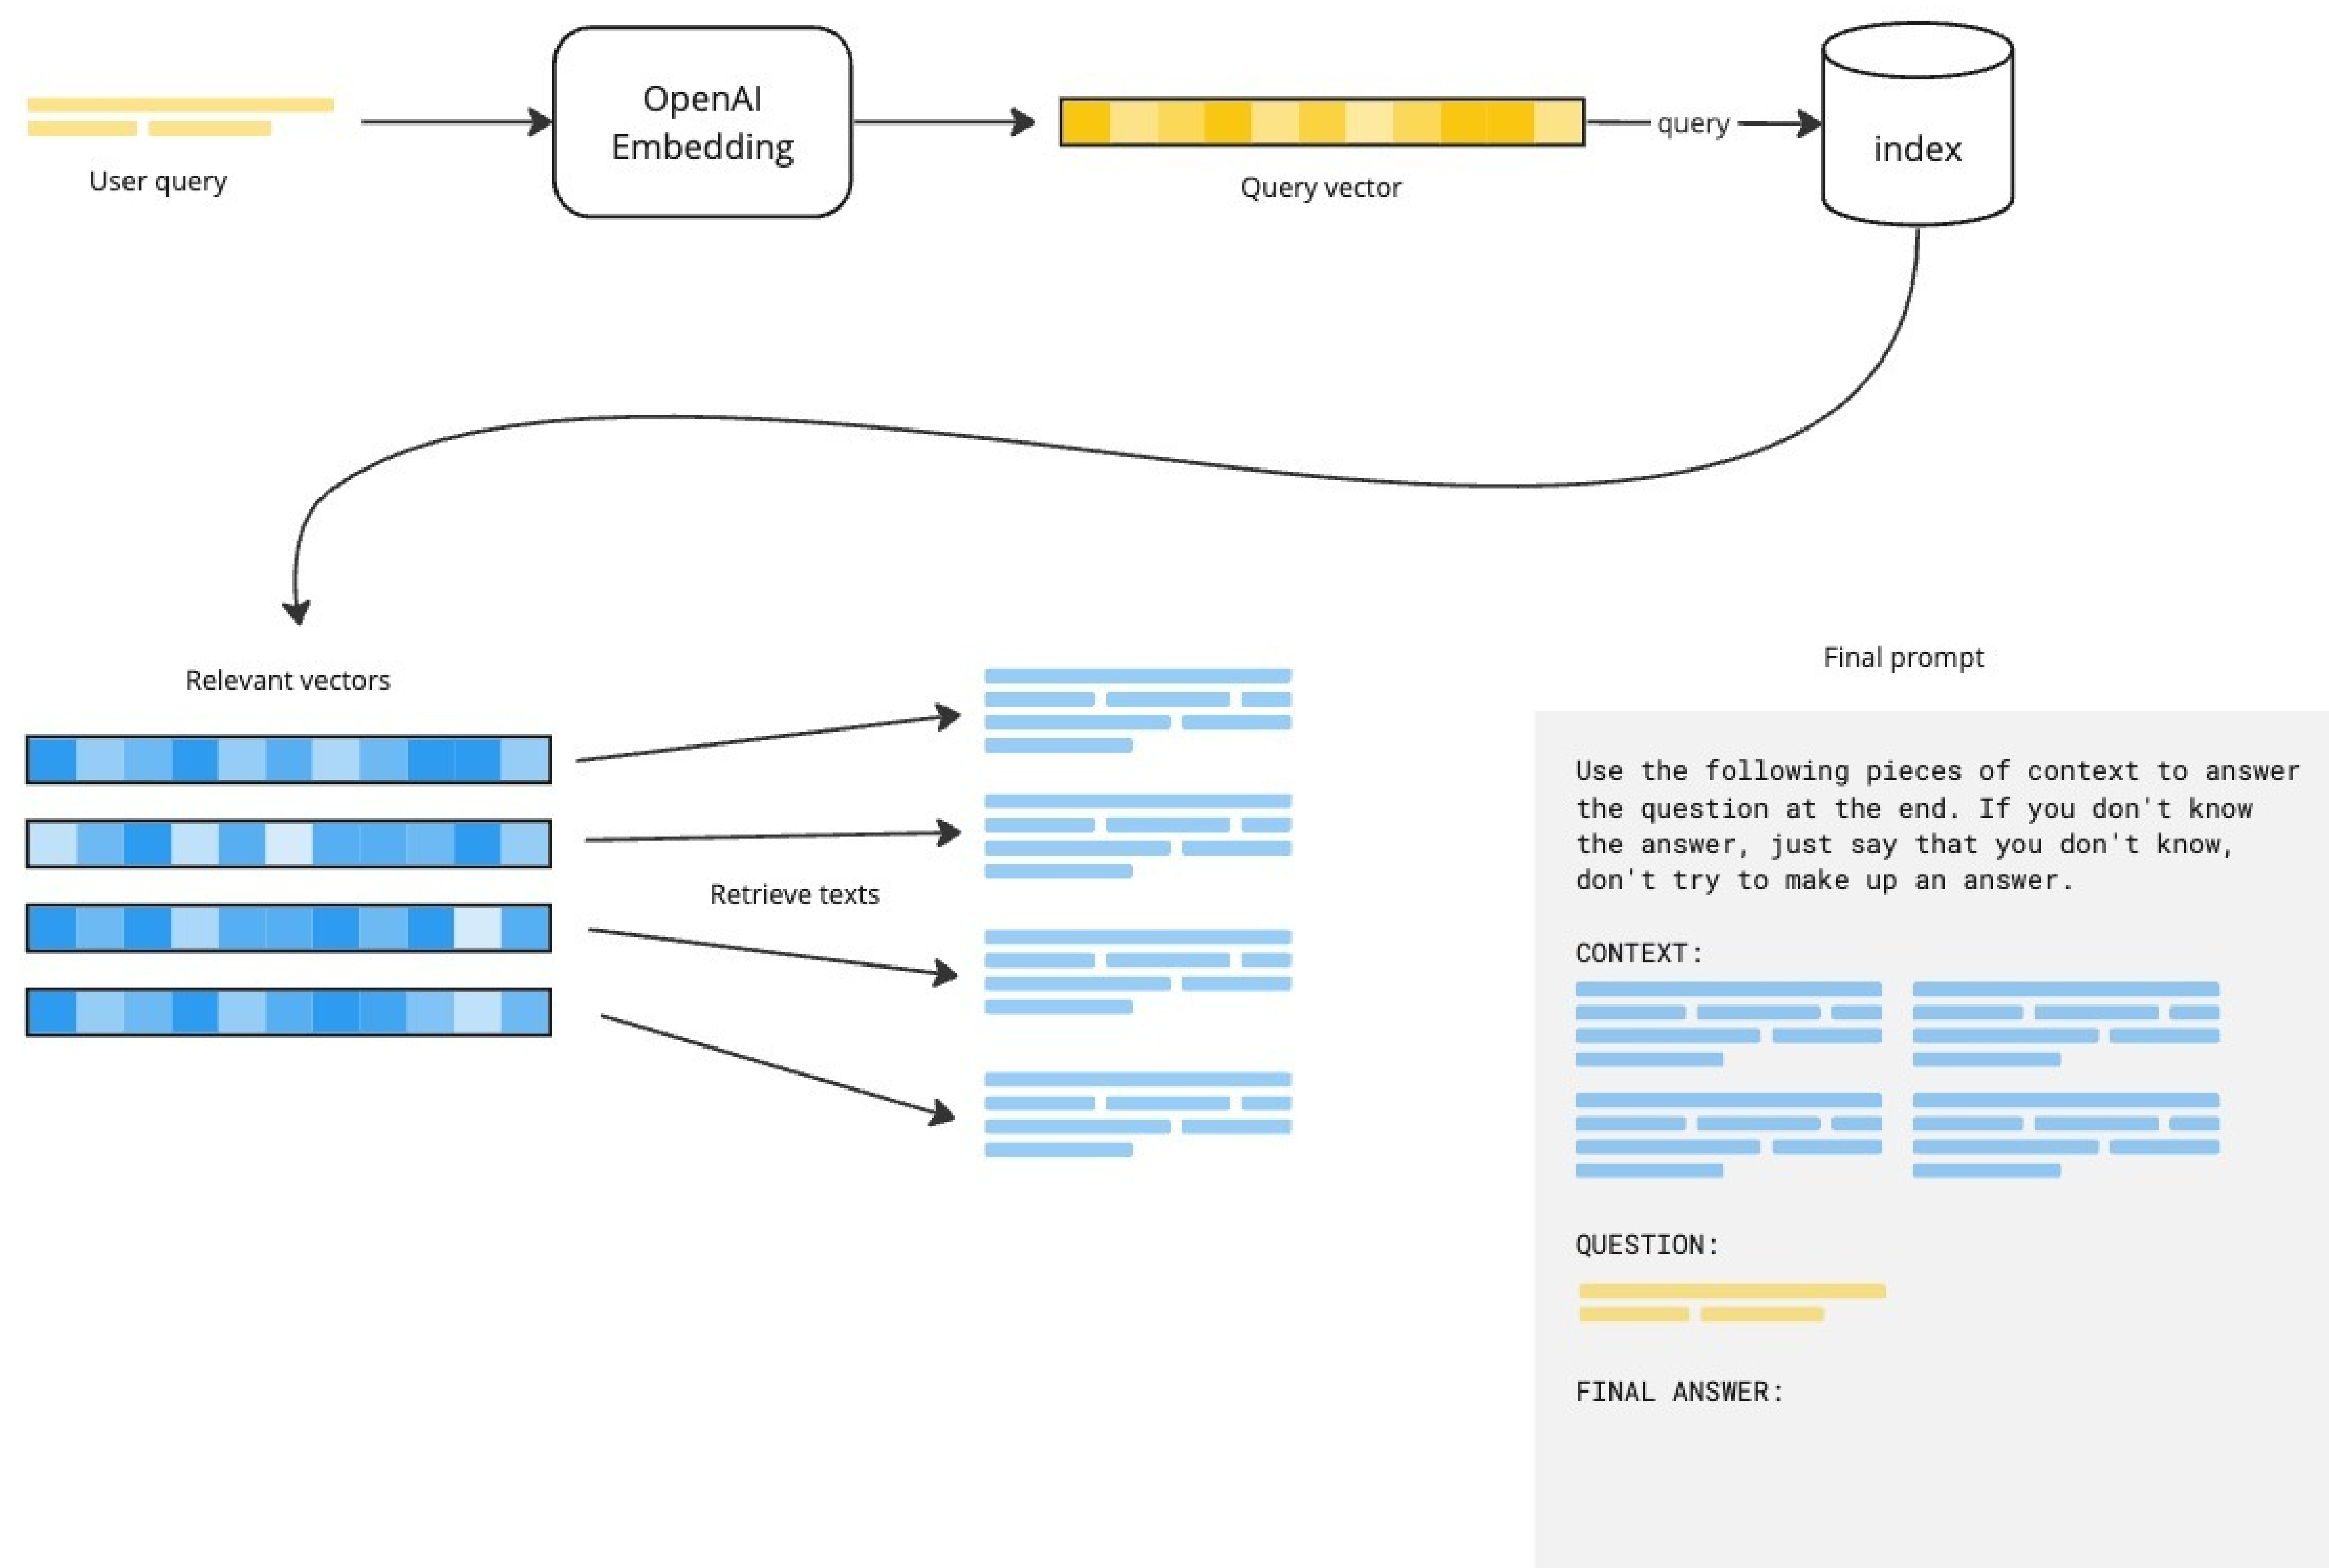 OpenAI
Embedding
User query
Query vector
query
index
Relevant vectors
Retrieve texts
Final prompt
Use the following pieces of context to answer
the question at the end. If you don't know
the answer, just say that you don't know,
don't try to make up an answer.
CONTEXT:
QUESTION:
FINAL ANSWER: